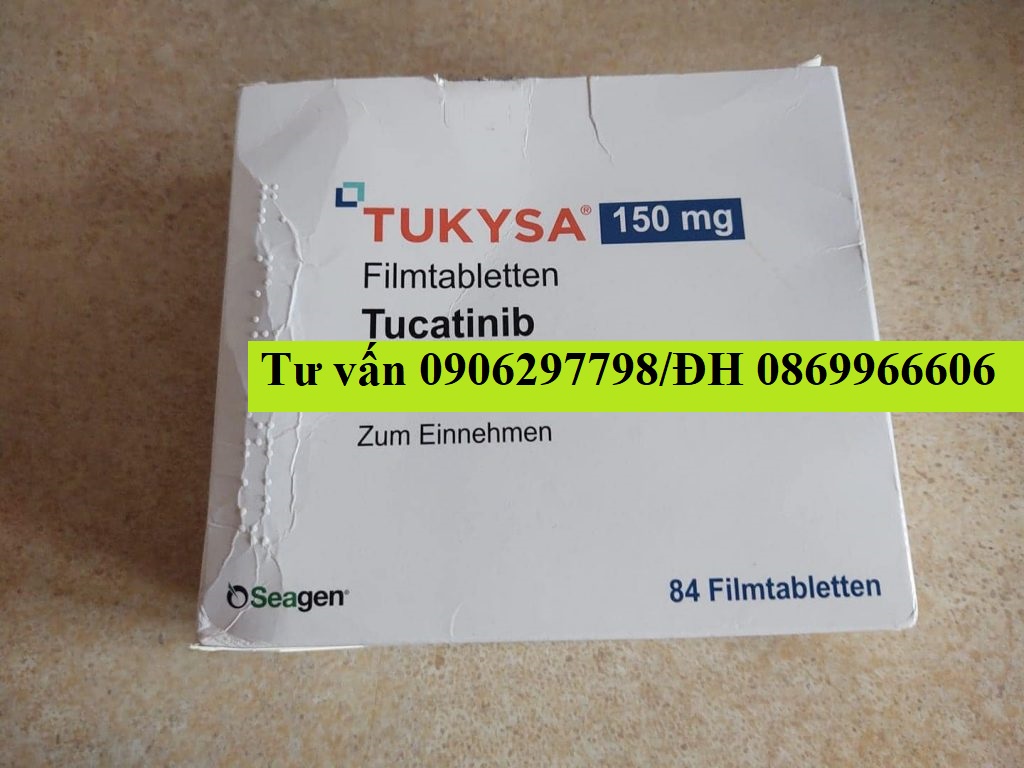 TUKYSA® 150 mg
Filmtabletten
Tucatinib
Tư vấn 0906297798/ĐH 0869966606
Zum Einnehmen
Seagen®
84 Filmtabletten